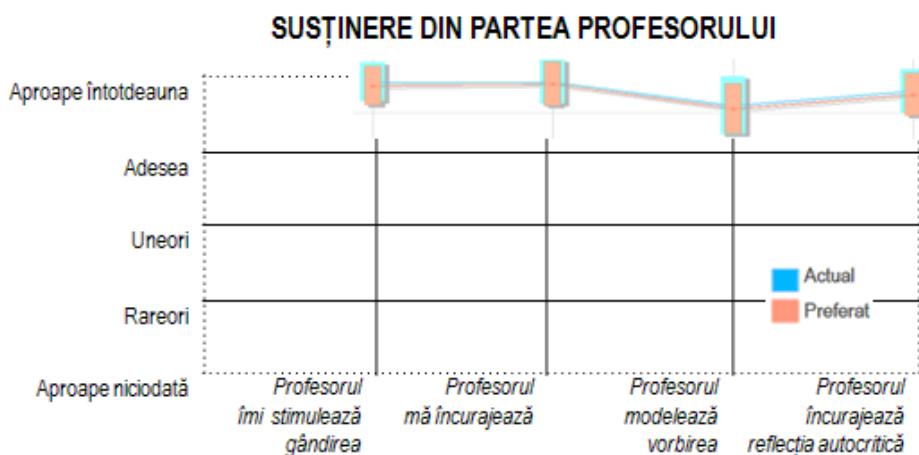 SUSȚINERE DIN PARTEA PROFESORULUI
Aproape întotdeauna
Adesea
Uneori
Rareori
Aproape niciodată
Actual
Preferat
Profesorul
îmi stimulează
gândirea
Profesorul
mă încurajează
Profesorul
modelează
vorbirea
Profesorul
încurajează
reflecția autocritică